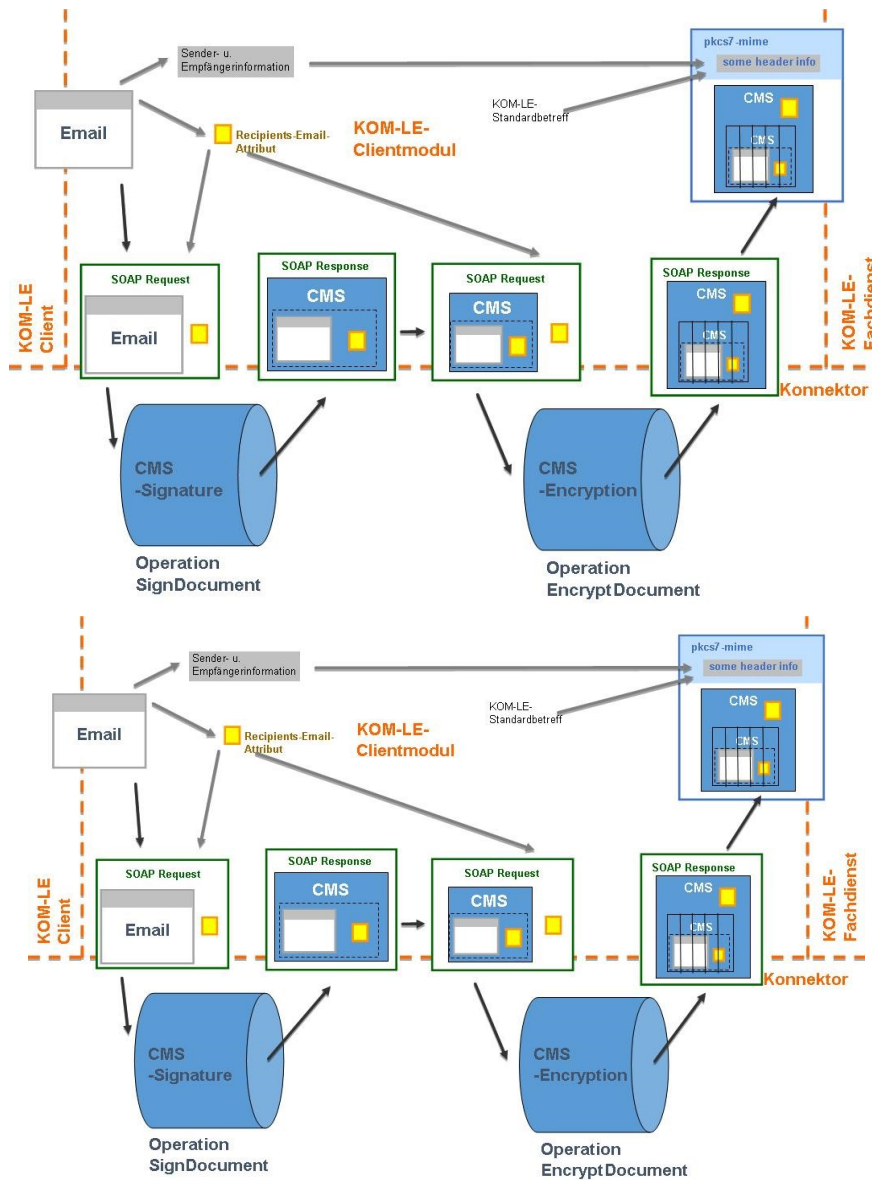 pkcs7-mime
Sender- u.
Empfängerinformation
some header info
CMS
KOM-LE-
Standardbetreff
Email
KOM-LE-
Clientmodul
Recipients-Email-
Attribut
CMS
SOAP Request
SOAP Response
SOAP Request
SOAP Response
CMS
CMS
CMS
Email
CMS
KOM-LE
Client
KOM-LE-
Fachdienst
Konnektor
CMS
-Signature
CMS
-Encryption
Operation
SignDocument
Operation
EncryptDocument
pkcs7-mime
Sender- u.
Empfängerinformation
some header info
CMS
KOM-LE-
Standardbetreff
Email
KOM-LE-
Clientmodul
Recipients-Email-
Attribut
CMS
SOAP Request
SOAP Response
SOAP Request
SOAP Response
CMS
CMS
CMS
Email
CMS
KOM-LE
Client
KOM-LE-
Fachdienst
Konnektor
CMS
-Signature
CMS
-Encryption
Operation
SignDocument
Operation
EncryptDocument